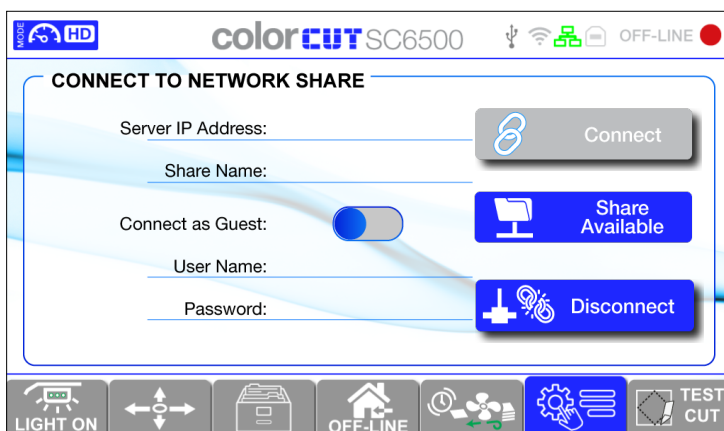 MODE HD colorCUT SC6500 OFF-LINE
CONNECT TO NETWORK SHARE
Server IP Address:
Connect
Share Name:
Share
Available
Connect as Guest:
User Name:
Disconnect
Password:
LIGHT ON
OFF-LINE
TEST
CUT